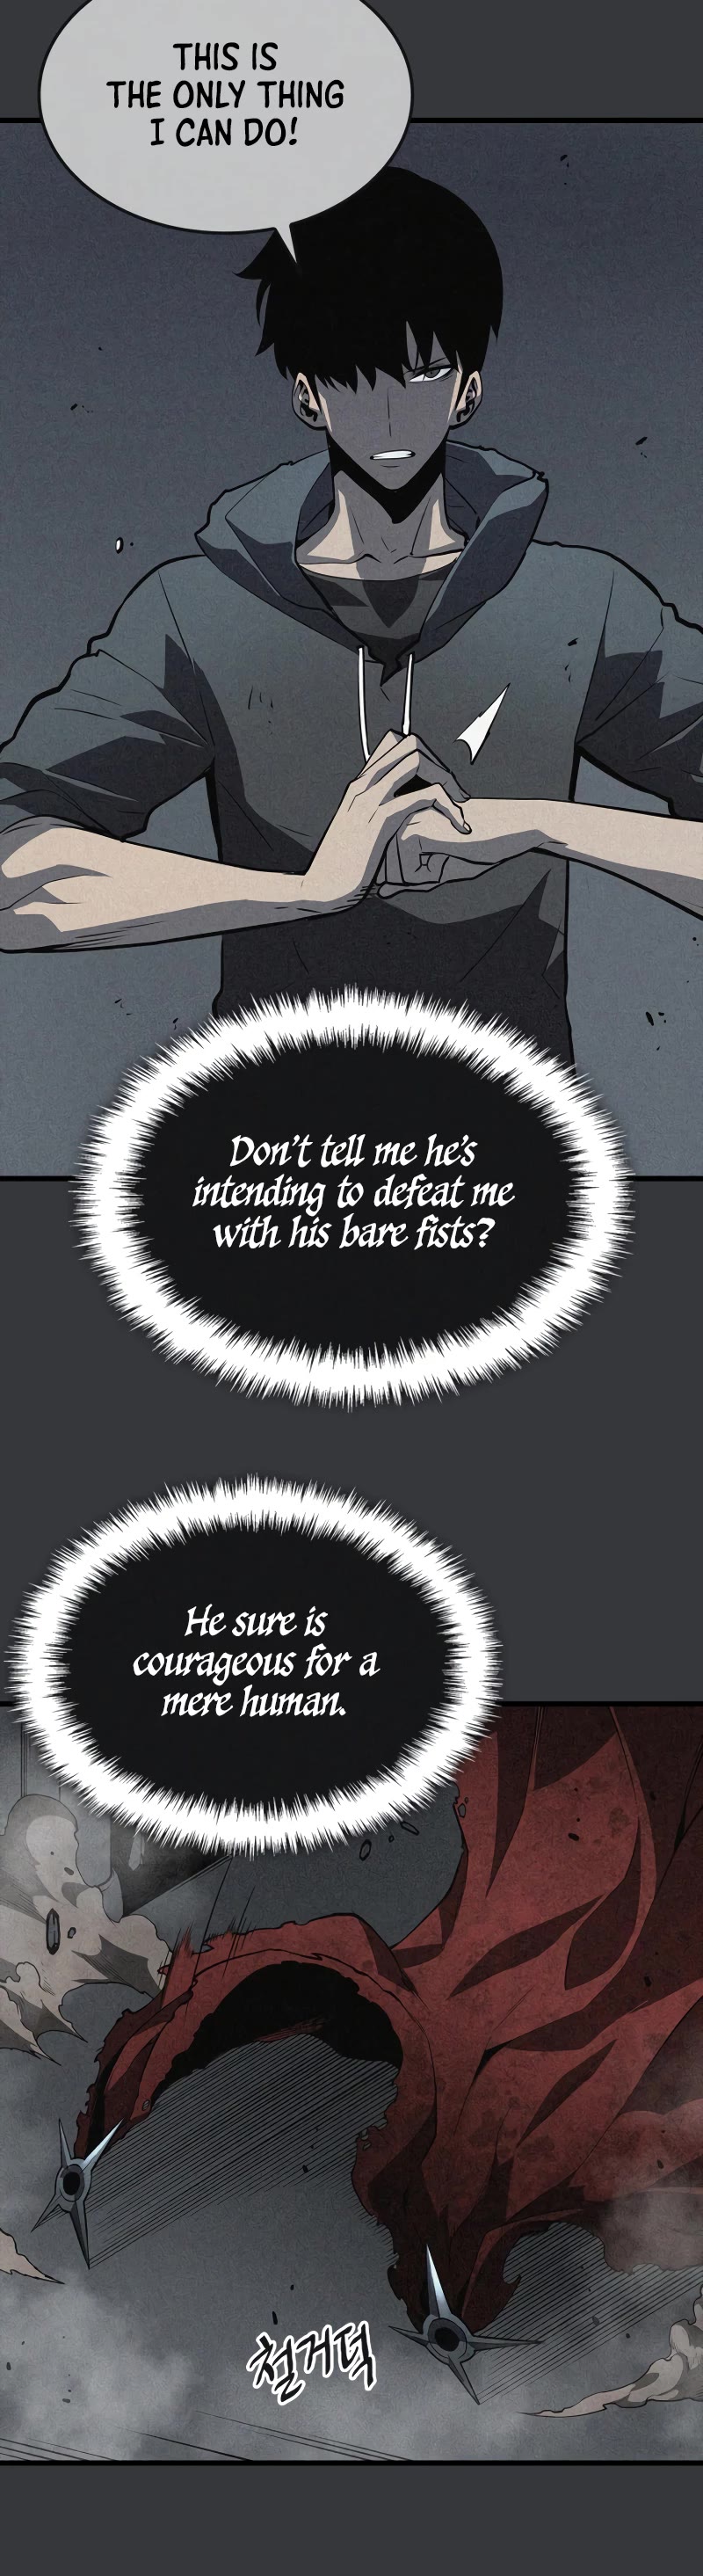 THIS IS
THE ONLY THING
I CAN DO!
Don't tell me he's
intending to defeat me
with his bare fists?
He sure is
courageous for a
mere human.
철거덕